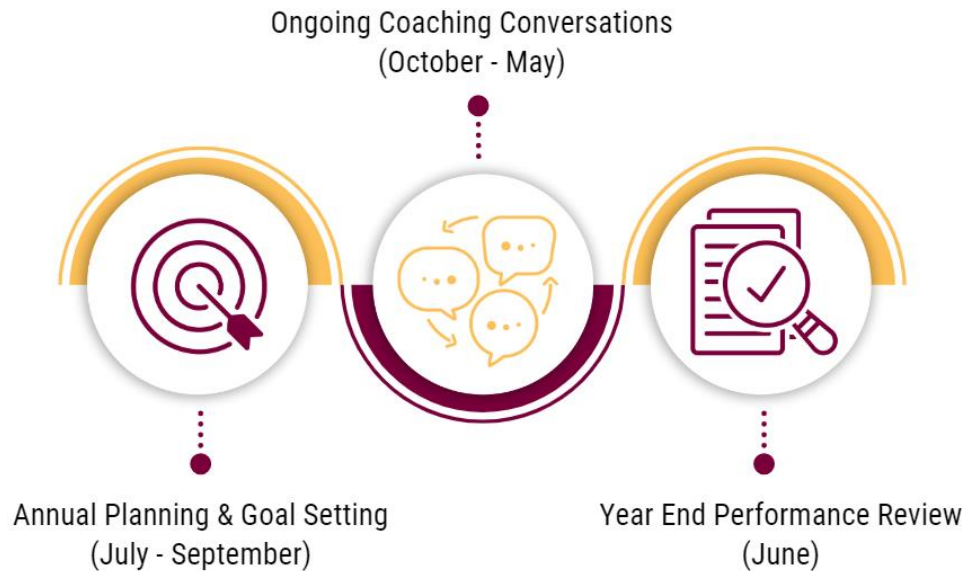 Ongoing Coaching Conversations
(October - May)
Annual Planning & Goal Setting
(July - September)
Year End Performance Review
(June)